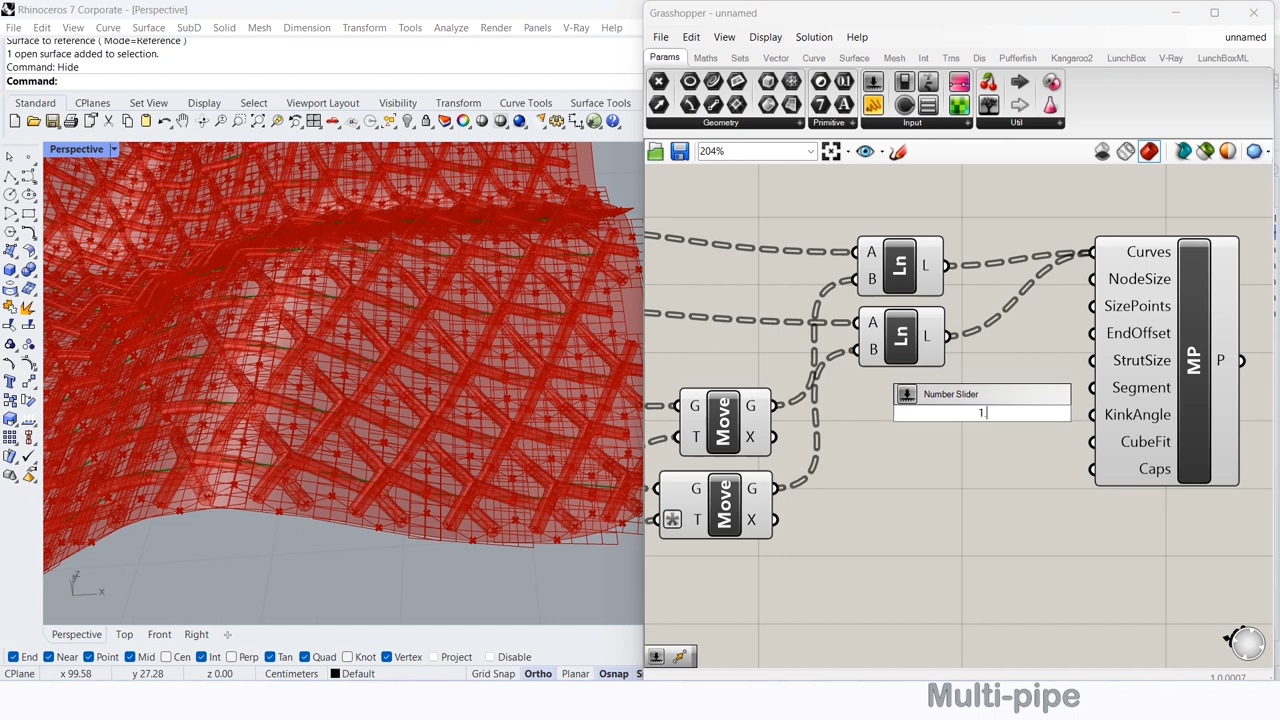 Rhinoceros 7 Corporate - [Perspective]
File Edit View Curve Surface SubD Solid Mesh Dimension Transform Tools Analyze Render Panels V-Ray Help
Surface to reference ( Mode=Reference )
1 open surface added to selection.
Command: Hide
Command:
Standard CPlanes Set View Display Select Viewport Layout Visibility Transform Curve Tools Surface Tools
Perspective
z
x
Perspective Top Front Right
End Near Point Mid Cen Int Perp Tan Quad Knot Vertex Project Disable
CPlane x 99.58 y 27.28 z 0.00 Centimeters Default Grid Snap Ortho Planar Osnap
Grasshopper - unnamed
File Edit View Display Solution Help unnamed
Params Maths Sets Vector Curve Surface Mesh Int Trns Dis Pufferfish Kangaroo2 LunchBox V-Ray LunchBoxML
Geometry Primitive Input Util
204%
A B Ln L
A B Ln L
G T Move G X
G T Move G X
Number Slider
1.
Curves
NodeSize
SizePoints
EndOffset
StrutSize
Segment
KinkAngle
CubeFit
Caps
MP
P
1.0.0007
Multi-pipe